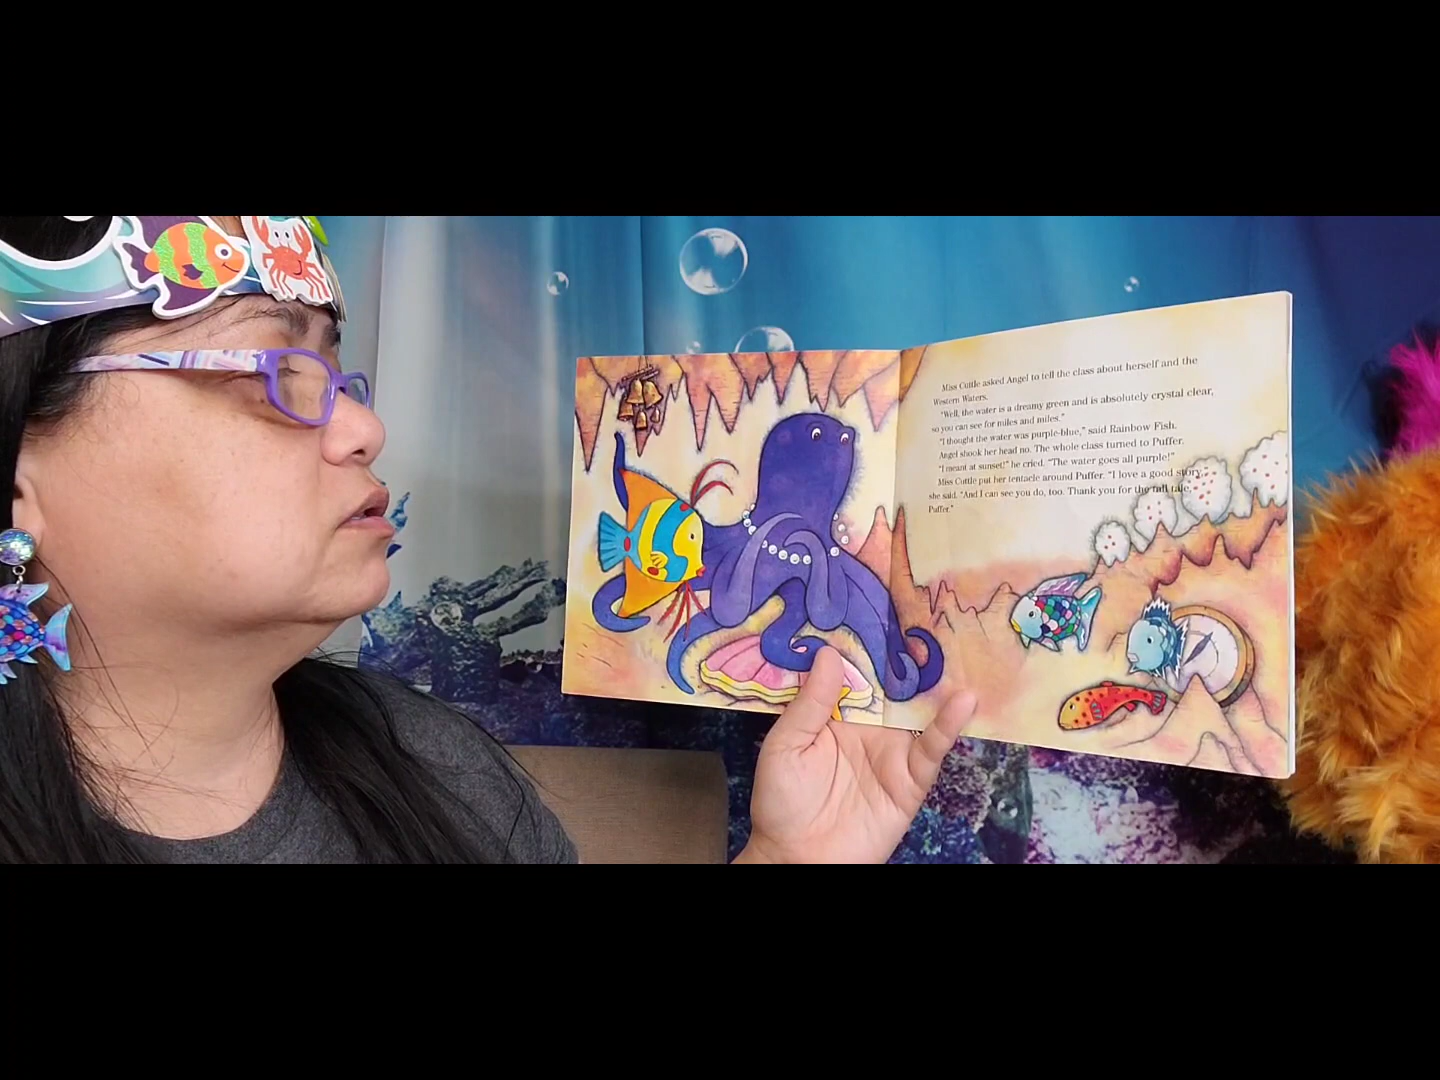 Miss Cuttle asked Angel to tell the class about herself and the
Western Waters.
"Well, the water is a dreamy green and is absolutely crystal clear,
so you can see for miles and miles."
"I thought the water was purple-blue," said Rainbow Fish.
Angel shook her head no. The whole class turned to Puffer.
"I meant at sunset!" he cried. "The water goes all purple!"
Miss Cuttle put her tentacle around Puffer. "I love a good story,"
she said. "And I can see you do, too. Thank you for the tall tale,
Puffer."